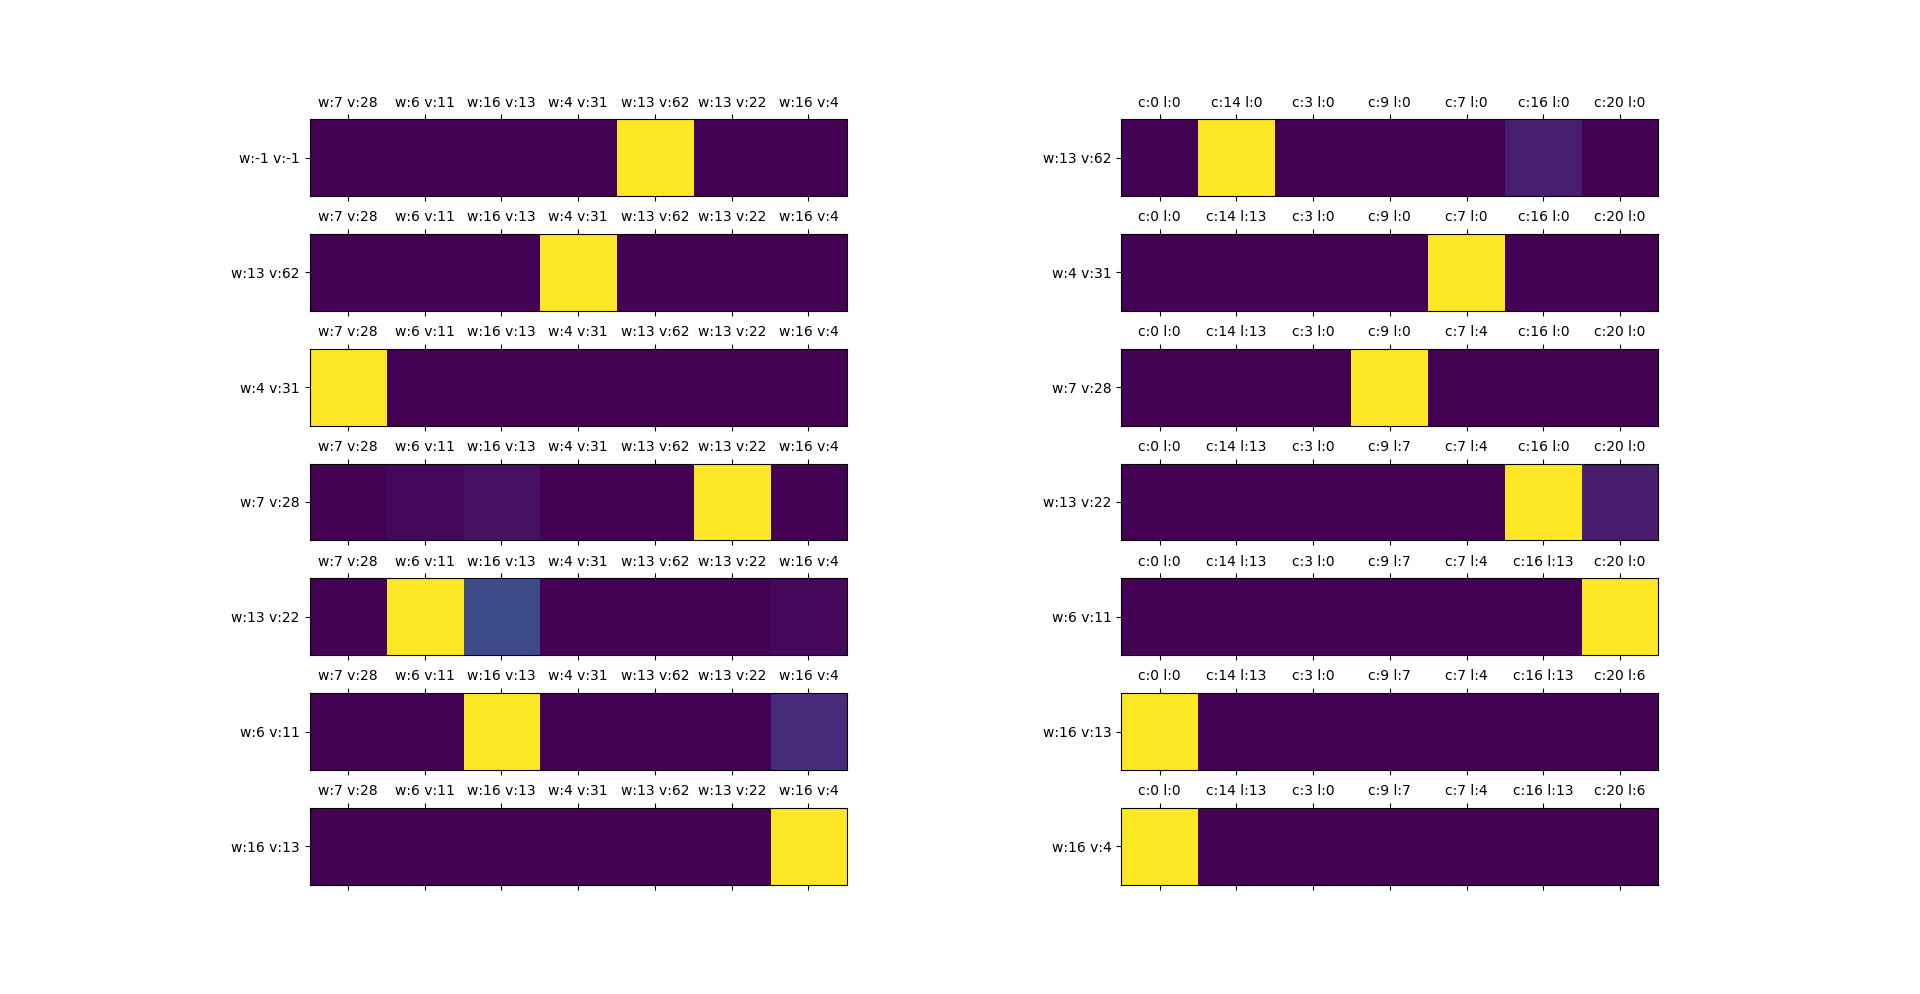 w:7 v:28 w:6 v:11 w:16 v:13 w:4 v:31 w:13 v:62 w:13 v:22 w:16 v:4
w:-1 v:-1
w:7 v:28 w:6 v:11 w:16 v:13 w:4 v:31 w:13 v:62 w:13 v:22 w:16 v:4
w:13 v:62
w:7 v:28 w:6 v:11 w:16 v:13 w:4 v:31 w:13 v:62 w:13 v:22 w:16 v:4
w:4 v:31
w:7 v:28 w:6 v:11 w:16 v:13 w:4 v:31 w:13 v:62 w:13 v:22 w:16 v:4
w:7 v:28
w:7 v:28 w:6 v:11 w:16 v:13 w:4 v:31 w:13 v:62 w:13 v:22 w:16 v:4
w:13 v:22
w:7 v:28 w:6 v:11 w:16 v:13 w:4 v:31 w:13 v:62 w:13 v:22 w:16 v:4
w:6 v:11
w:7 v:28 w:6 v:11 w:16 v:13 w:4 v:31 w:13 v:62 w:13 v:22 w:16 v:4
w:16 v:13
c:0 l:0 c:14 l:0 c:3 l:0 c:9 l:0 c:7 l:0 c:16 l:0 c:20 l:0
w:13 v:62
c:0 l:0 c:14 l:13 c:3 l:0 c:9 l:0 c:7 l:0 c:16 l:0 c:20 l:0
w:4 v:31
c:0 l:0 c:14 l:13 c:3 l:0 c:9 l:0 c:7 l:4 c:16 l:0 c:20 l:0
w:7 v:28
c:0 l:0 c:14 l:13 c:3 l:0 c:9 l:7 c:7 l:4 c:16 l:0 c:20 l:0
w:13 v:22
c:0 l:0 c:14 l:13 c:3 l:0 c:9 l:7 c:7 l:4 c:16 l:13 c:20 l:0
w:6 v:11
c:0 l:0 c:14 l:13 c:3 l:0 c:9 l:7 c:7 l:4 c:16 l:13 c:20 l:6
w:16 v:13
c:0 l:0 c:14 l:13 c:3 l:0 c:9 l:7 c:7 l:4 c:16 l:13 c:20 l:6
w:16 v:4